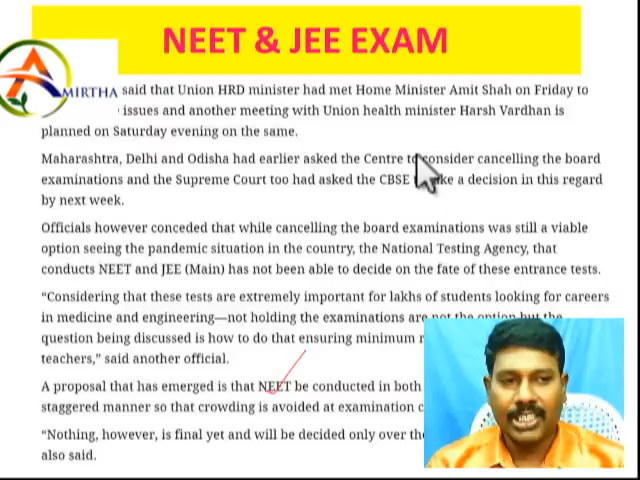 NEET & JEE EXAM
AMIRTHA
said that Union HRD minister had met Home Minister Amit Shah on Friday to
issues and another meeting with Union health minister Harsh Vardhan is
planned on Saturday evening on the same.
Maharashtra, Delhi and Odisha had earlier asked the Centre to consider cancelling the board
examinations and the Supreme Court too had asked the CBSE a decision in this regard
by next week.
Officials however conceded that while cancelling the board examinations was still a viable
option seeing the pandemic situation in the country, the National Testing Agency, that
conducts NEET and JEE (Main) has not been able to decide on the fate of these entrance tests.
“Considering that these tests are extremely important for lakhs of students looking for careers
in medicine and engineering—not holding the examinations are not the option but the
question being discussed is how to do that ensuring minimum
teachers,” said another official.
A proposal that has emerged is that NEET be conducted in both
staggered manner so that crowding is avoided at examination
“Nothing, however, is final yet and will be decided only over the
also said.